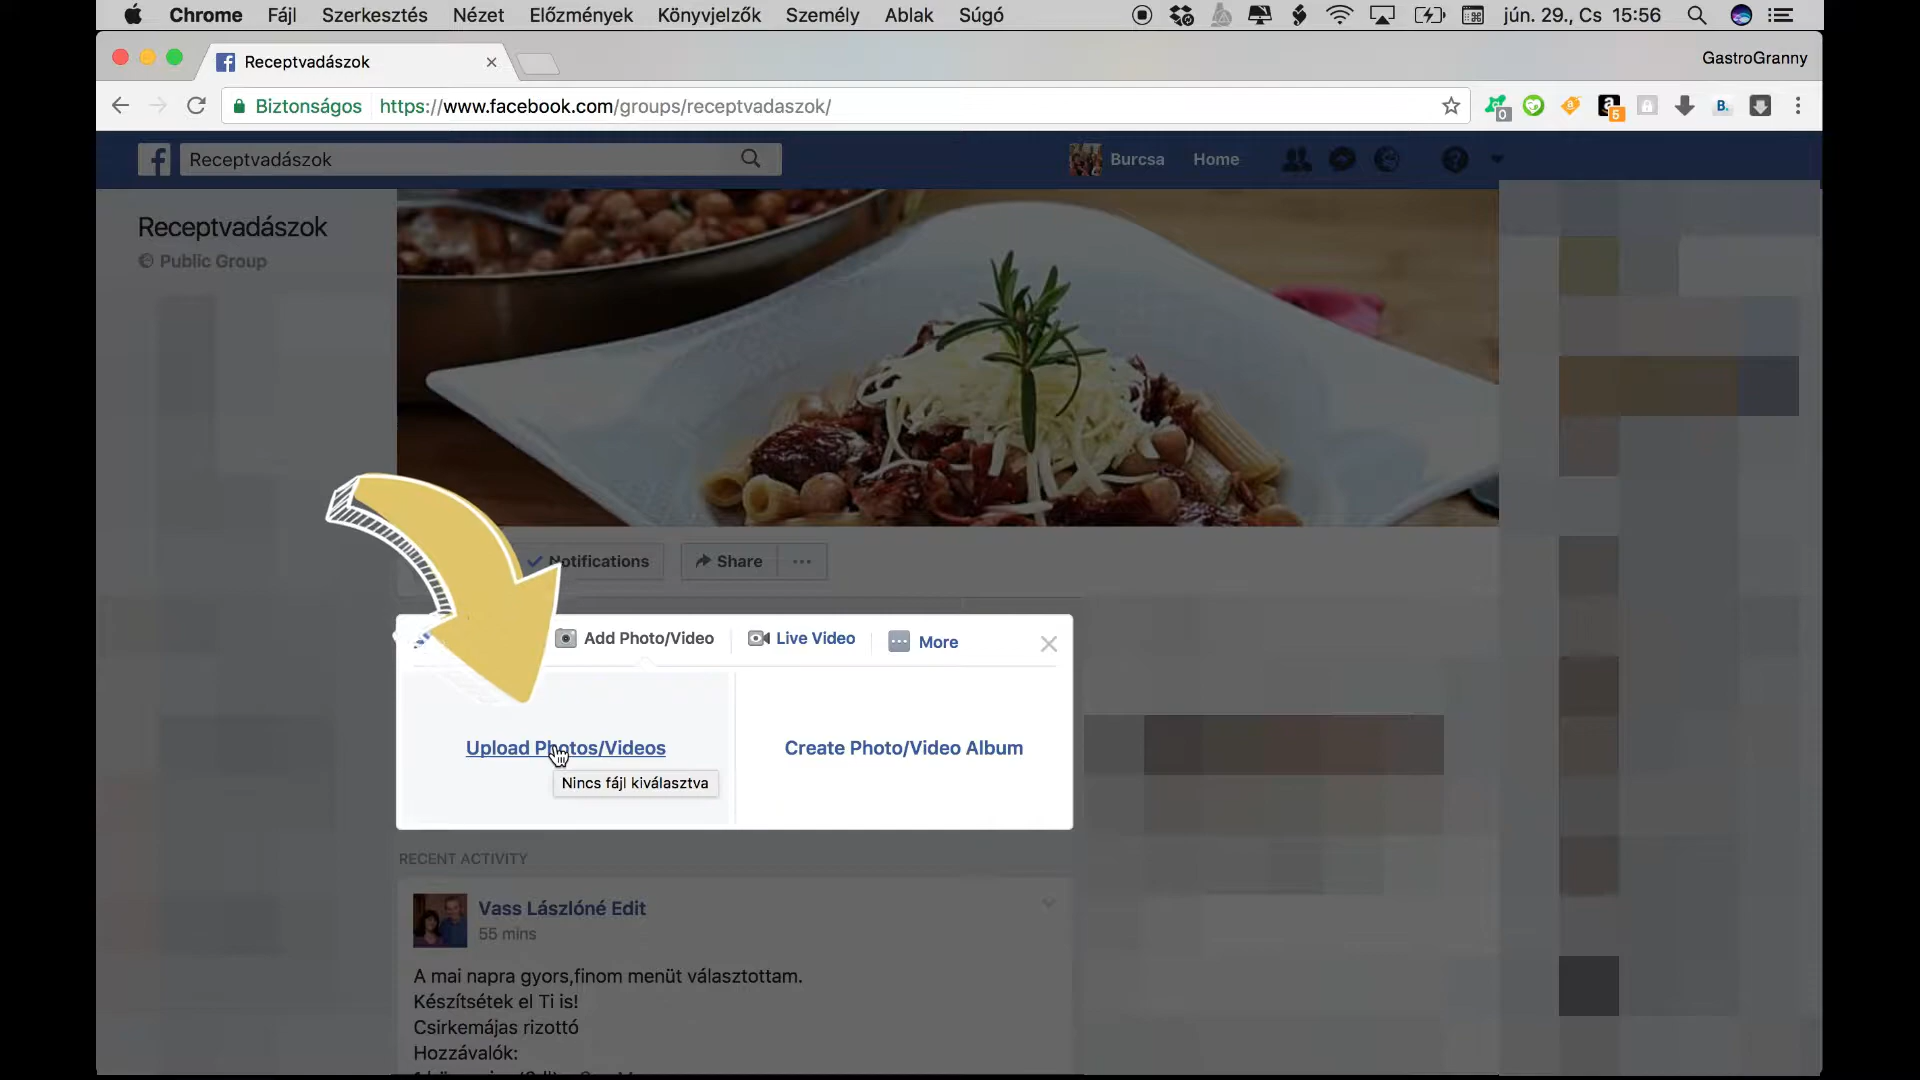 Chrome Fájl Szerkesztés Nézet Előzmények Könyvjelzők Személy Ablak Súgó jún. 29., Cs 15:56
Receptvadászok GastroGranny
Biztonságos https://www.facebook.com/groups/receptvadaszok/ 0 a 5 B.
Receptvadászok Burcsa Home
Receptvadászok
Public Group
Notifications Share
Add Photo/Video Live Video More
Upload Photos/Videos Create Photo/Video Album
Nincs fájl kiválasztva
RECENT ACTIVITY
Vass Lászlóné Edit
55 mins
A mai napra gyors,finom menüt választottam.
Készítsétek el Ti is!
Csirkemájas rizottó
Hozzávalók: